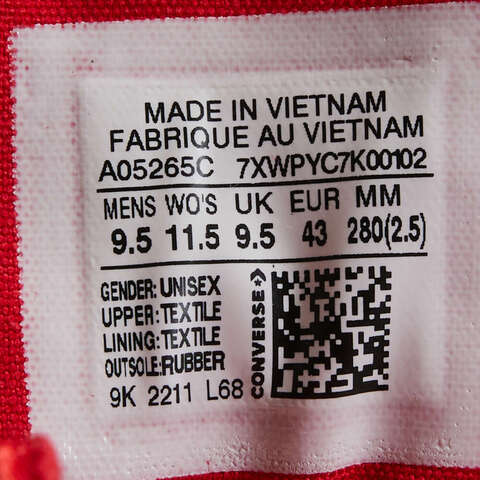 MADE IN VIETNAM
FABRIQUE AU VIETNAM
A05265C 7XWPYC7K00102
MENS WO'S UK EUR MM
9.5 11.5 9.5 43 280(2.5)
GENDER: UNISEX
UPPER: TEXTILE
LINING: TEXTILE
OUTSOLE: RUBBER
9K 2211 L68
CONVERSE